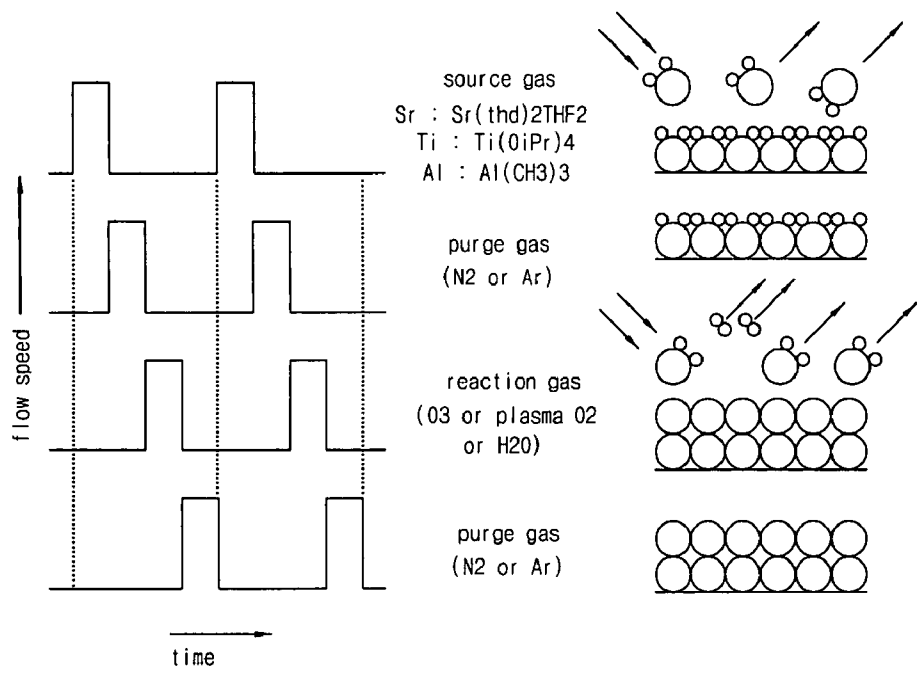 source gas
Sr : Sr(thd)2THF2
Ti : Ti(OiPr)4
Al : Al(CH3)3
purge gas
(N2 or Ar)
reaction gas
(O3 or plasma O2
or H2O)
purge gas
(N2 or Ar)
flow speed
time